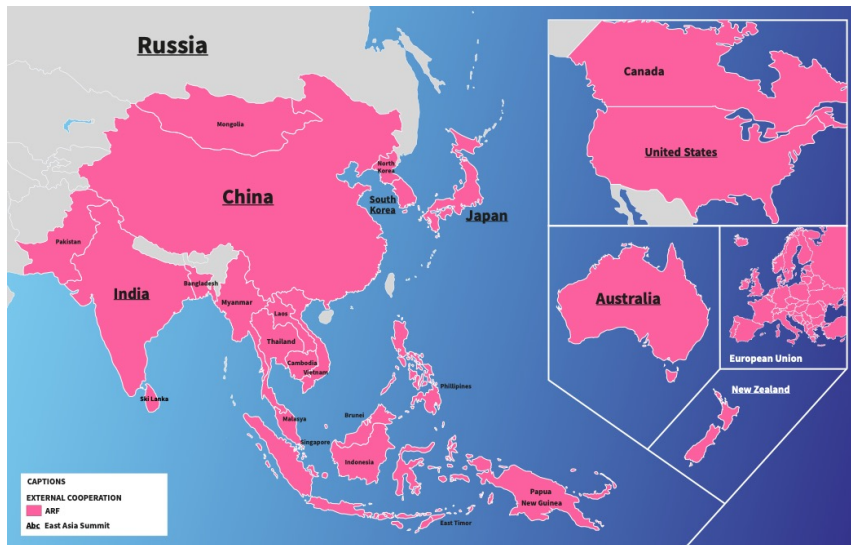 Russia
Canada
Mongolia
United States
North
Korea
China
South
Korea
Japan
Pakistan
India
Bangladesh
Myanmar
Laos
Thailand
Cambodia
Vietnam
Ski Lanka
Phillipines
Malasya
Brunei
Singapore
Indonesia
Papua
New Guinea
East Timor
Australia
European Union
New Zealand
CAPTIONS
EXTERNAL COOPERATION
ARF
Abc East Asia Summit